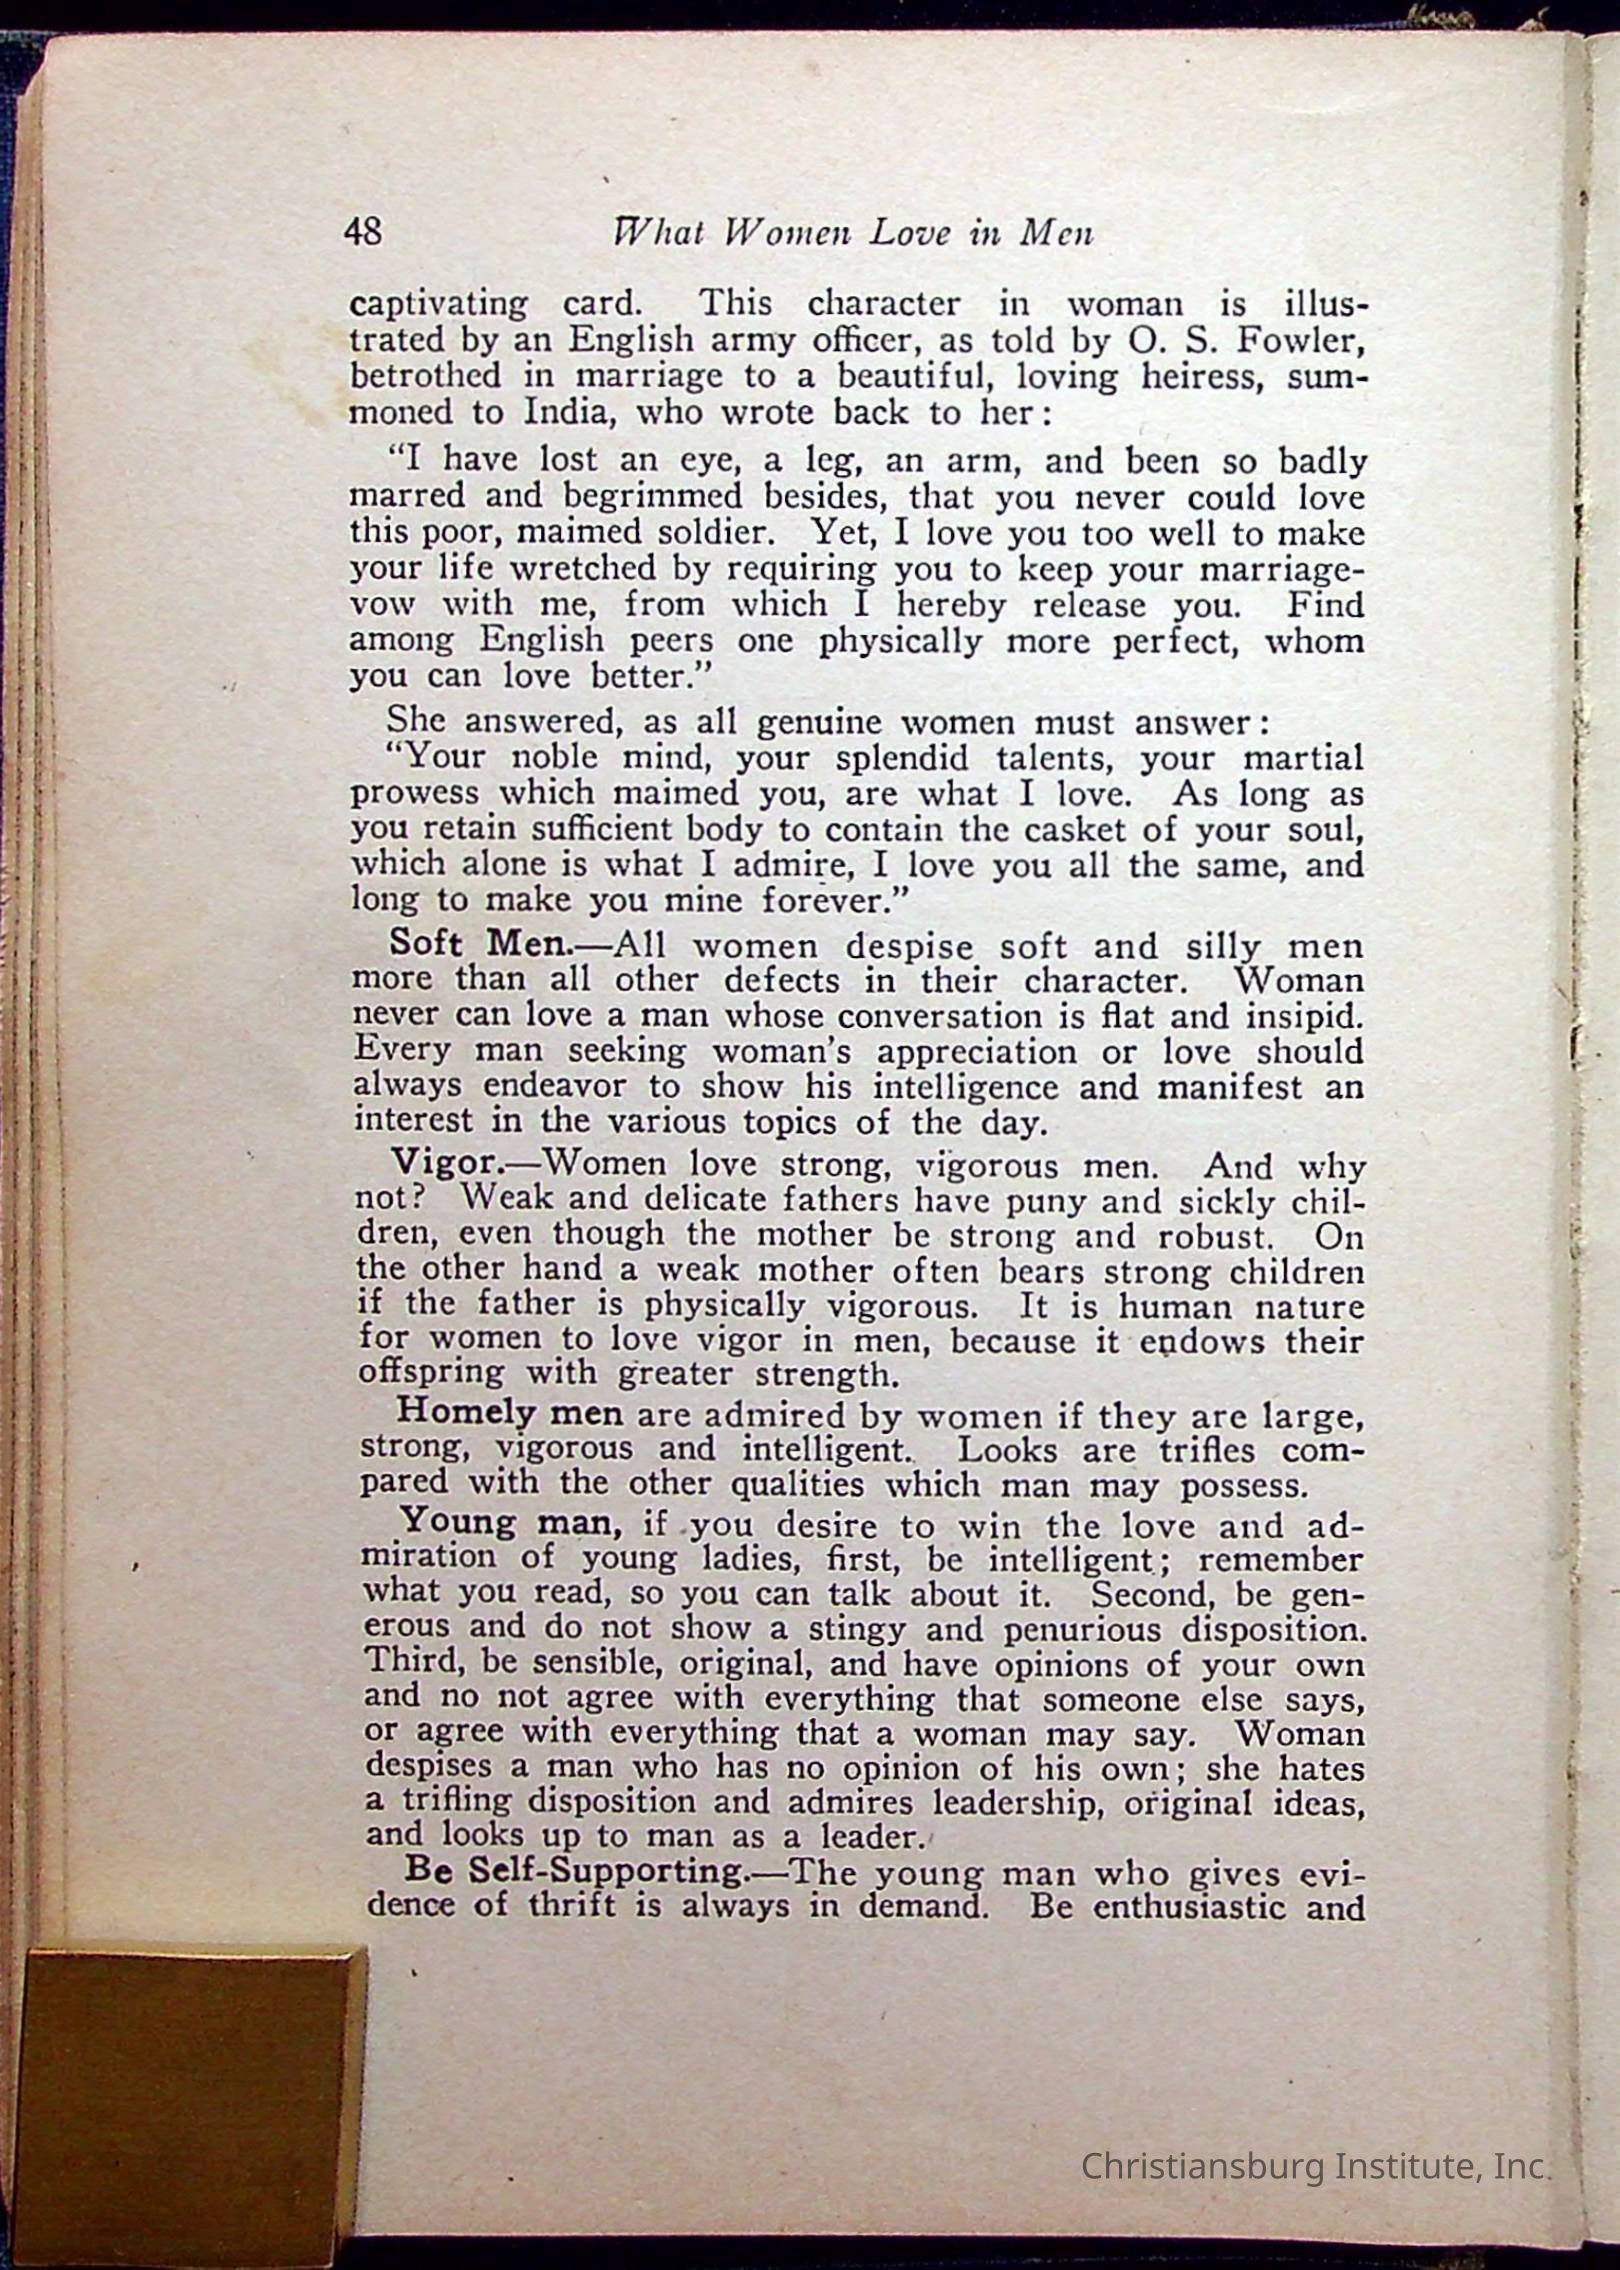 48 What Women Love in Men
captivating card. This character in woman is illus-
trated by an English army officer, as told by O. S. Fowler,
betrothed in marriage to a beautiful, loving heiress, sum-
moned to India, who wrote back to her:
"I have lost an eye, a leg, an arm, and been so badly
marred and begrimmed besides, that you never could love
this poor, maimed soldier. Yet, I love you too well to make
your life wretched by requiring you to keep your marriage-
vow with me, from which I hereby release you. Find
among English peers one physically more perfect, whom
you can love better."
She answered, as all genuine women must answer:
"Your noble mind, your splendid talents, your martial
prowess which maimed you, are what I love. As long as
you retain sufficient body to contain the casket of your soul,
which alone is what I admire, I love you all the same, and
long to make you mine forever."
Soft Men.—All women despise soft and silly men
more than all other defects in their character. Woman
never can love a man whose conversation is flat and insipid.
Every man seeking woman's appreciation or love should
always endeavor to show his intelligence and manifest an
interest in the various topics of the day.
Vigor.—Women love strong, vigorous men. And why
not? Weak and delicate fathers have puny and sickly chil-
dren, even though the mother be strong and robust. On
the other hand a weak mother often bears strong children
if the father is physically vigorous. It is human nature
for women to love vigor in men, because it endows their
offspring with greater strength.
Homely men are admired by women if they are large,
strong, vigorous and intelligent. Looks are trifles com-
pared with the other qualities which man may possess.
Young man, if you desire to win the love and ad-
miration of young ladies, first, be intelligent; remember
what you read, so you can talk about it. Second, be gen-
erous and do not show a stingy and penurious disposition.
Third, be sensible, original, and have opinions of your own
and no not agree with everything that someone else says,
or agree with everything that a woman may say. Woman
despises a man who has no opinion of his own; she hates
a trifling disposition and admires leadership, original ideas,
and looks up to man as a leader.
Be Self-Supporting.—The young man who gives evi-
dence of thrift is always in demand. Be enthusiastic and
Christiansburg Institute, Inc.